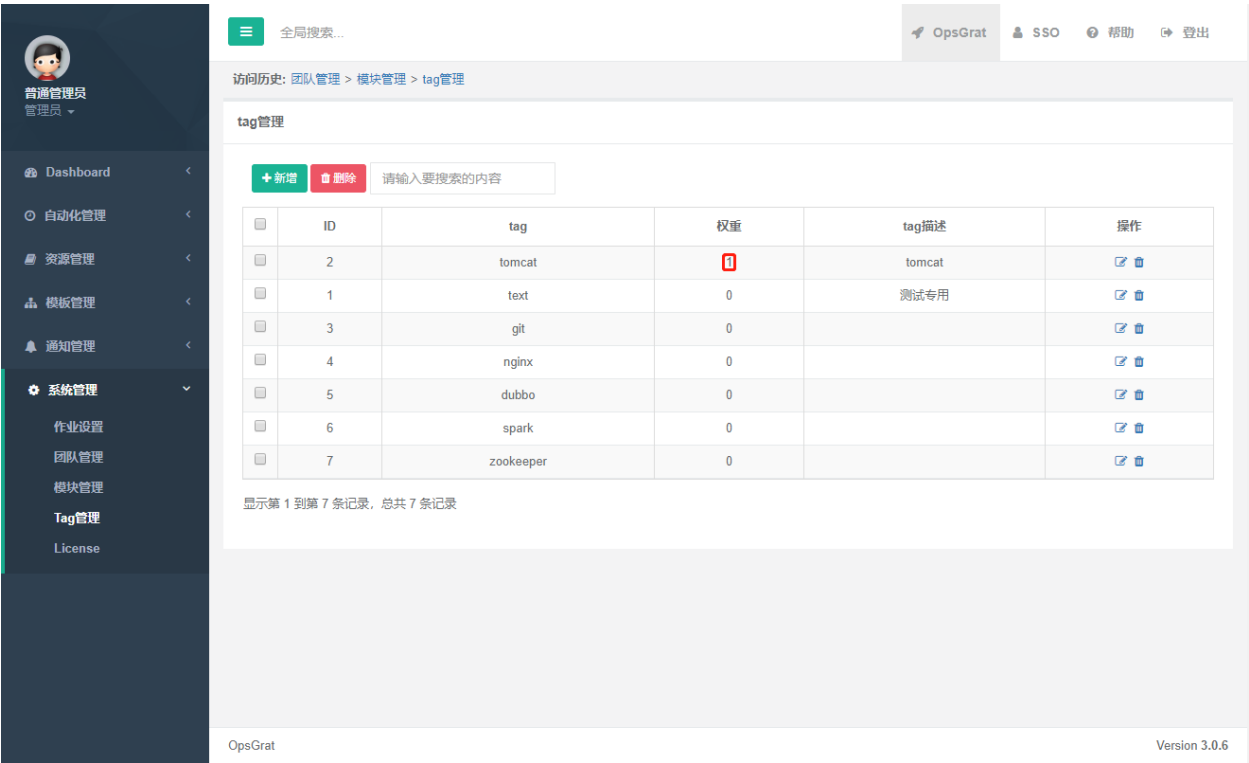 全局搜索...
OpsGrat SSO 帮助 登出
普通管理员
管理员
访问历史: 团队管理 > 模块管理 > tag管理
tag管理
Dashboard
自动化管理
资源管理
模板管理
通知管理
系统管理
作业设置
团队管理
模块管理
Tag管理
License
新增 删除 请输入要搜索的内容
ID tag 权重 tag描述 操作
2 tomcat 1 tomcat
1 text 0 测试专用
3 git 0
4 nginx 0
5 dubbo 0
6 spark 0
7 zookeeper 0
显示第 1 到第 7 条记录，总共 7 条记录
OpsGrat Version 3.0.6